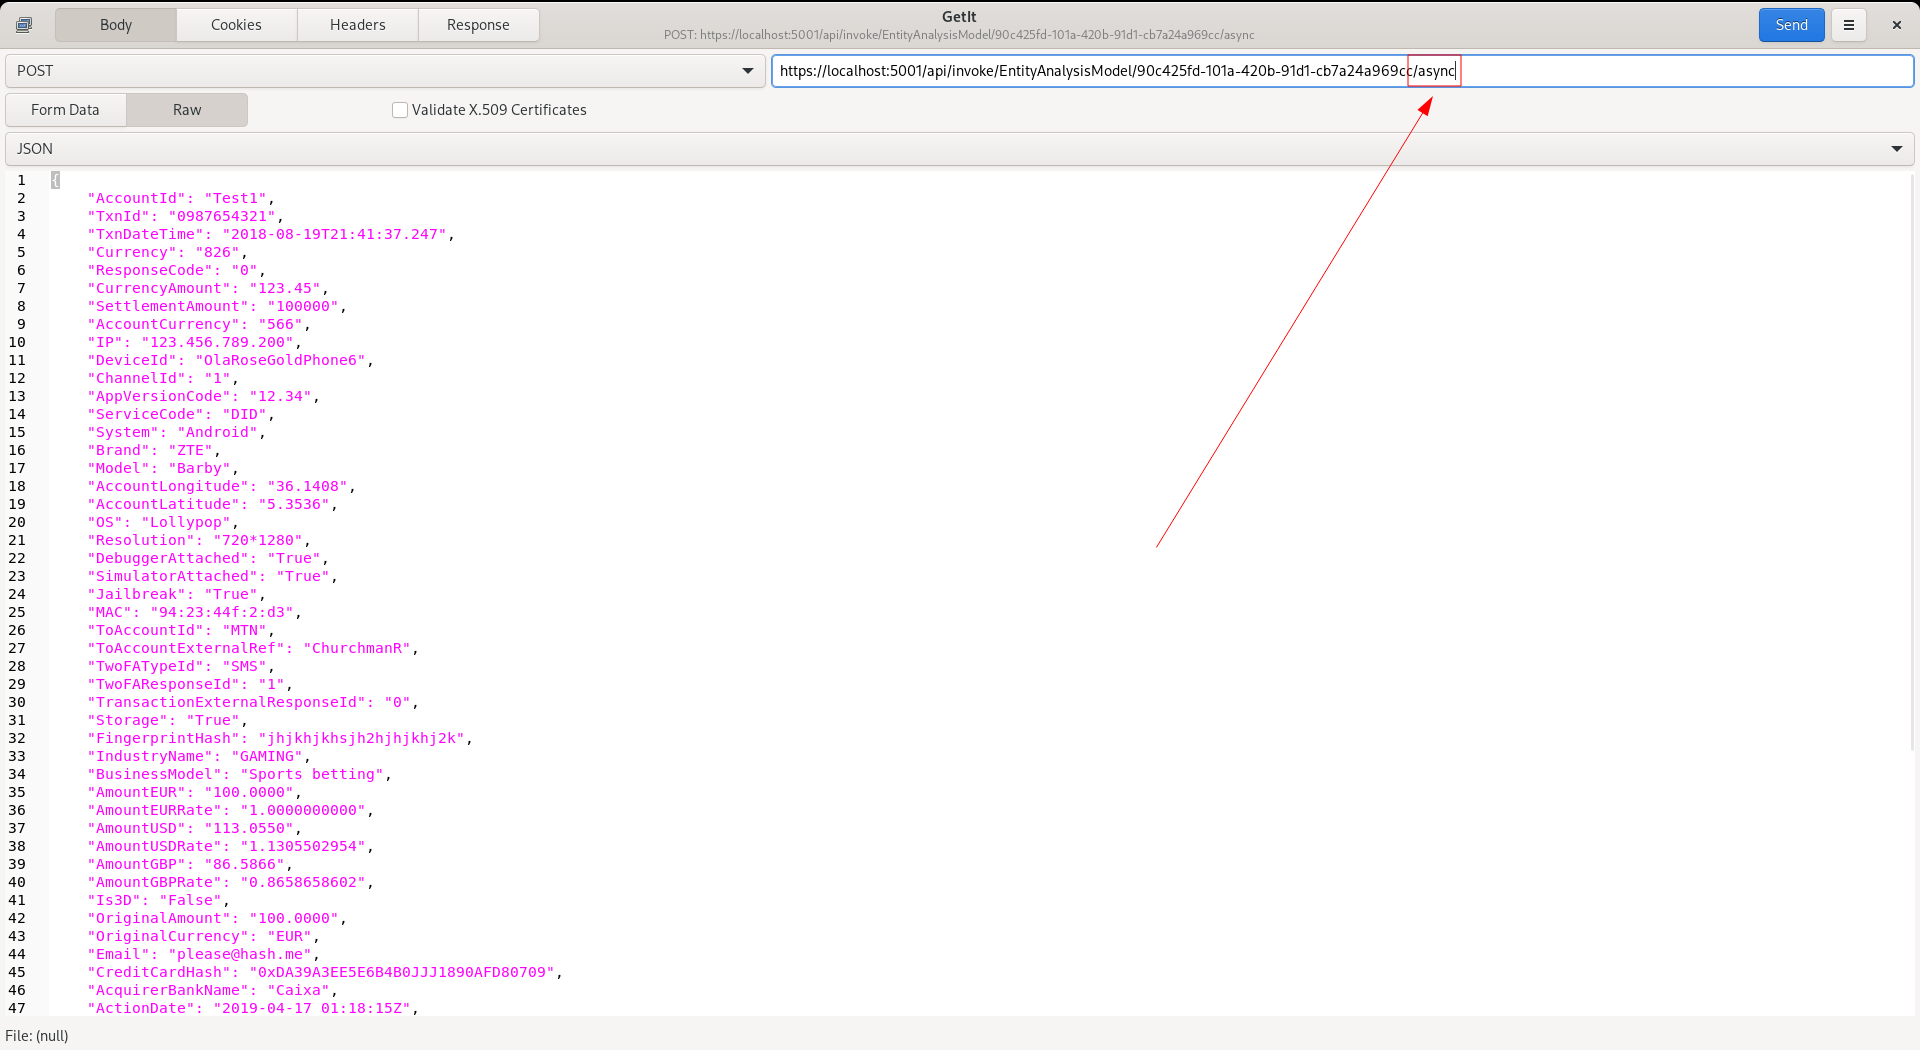 Body Cookies Headers Response GetIt Send
POST: https://localhost:5001/api/invoke/EntityAnalysisModel/90c425fd-101a-420b-91d1-cb7a24a969cc/async
POST https://localhost:5001/api/invoke/EntityAnalysisModel/90c425fd-101a-420b-91d1-cb7a24a969cc/async
Form Data Raw Validate X.509 Certificates
JSON
1 {
2 "AccountId": "Test1",
3 "TxnId": "0987654321",
4 "TxnDateTime": "2018-08-19T21:41:37.247",
5 "Currency": "826",
6 "ResponseCode": "0",
7 "CurrencyAmount": "123.45",
8 "SettlementAmount": "100000",
9 "AccountCurrency": "566",
10 "IP": "123.456.789.200",
11 "DeviceId": "OlaRoseGoldPhone6",
12 "ChannelId": "1",
13 "AppVersionCode": "12.34",
14 "ServiceCode": "DID",
15 "System": "Android",
16 "Brand": "ZTE",
17 "Model": "Barby",
18 "AccountLongitude": "36.1408",
19 "AccountLatitude": "5.3536",
20 "OS": "Lollypop",
21 "Resolution": "720*1280",
22 "DebuggerAttached": "True",
23 "SimulatorAttached": "True",
24 "Jailbreak": "True",
25 "MAC": "94:23:44f:2:d3",
26 "ToAccountId": "MTN",
27 "ToAccountExternalRef": "ChurchmanR",
28 "TwoFATypeId": "SMS",
29 "TwoFAResponseId": "1",
30 "TransactionExternalResponseId": "0",
31 "Storage": "True",
32 "FingerprintHash": "jhjkhjkhsjh2hjhjkhj2k",
33 "IndustryName": "GAMING",
34 "BusinessModel": "Sports betting",
35 "AmountEUR": "100.0000",
36 "AmountEURRate": "1.0000000000",
37 "AmountUSD": "113.0550",
38 "AmountUSDRate": "1.1305502954",
39 "AmountGBP": "86.5866",
40 "AmountGBPRate": "0.8658658602",
41 "Is3D": "False",
42 "OriginalAmount": "100.0000",
43 "OriginalCurrency": "EUR",
44 "Email": "please@hash.me",
45 "CreditCardHash": "0xDA39A3EE5E6B4B0JJJ1890AFD80709",
46 "AcquirerBankName": "Caixa",
47 "ActionDate": "2019-04-17 01:18:15Z",
File: (null)